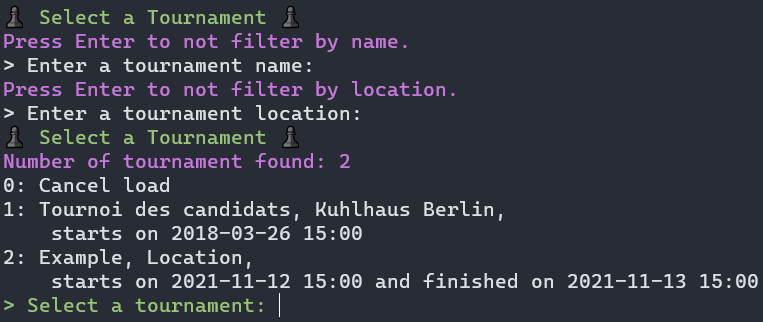 ♟ Select a Tournament ♟
Press Enter to not filter by name.
> Enter a tournament name:
Press Enter to not filter by location.
> Enter a tournament location:
♟ Select a Tournament ♟
Number of tournament found: 2
0: Cancel load
1: Tournoi des candidats, Kuhlhaus Berlin,
starts on 2018-03-26 15:00
2: Example, Location,
starts on 2021-11-12 15:00 and finished on 2021-11-13 15:00
> Select a tournament: